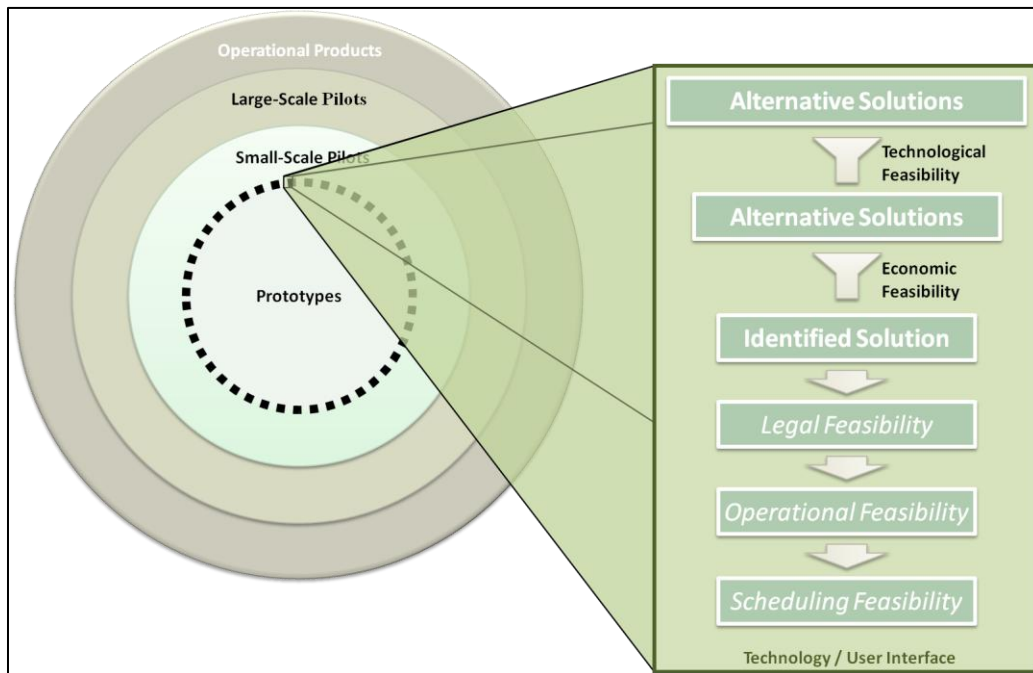 Operational Products
Large-Scale Pilots
Small-Scale Pilots
Prototypes
Alternative Solutions
Technological
Feasibility
Alternative Solutions
Economic
Feasibility
Identified Solution
Legal Feasibility
Operational Feasibility
Scheduling Feasibility
Technology / User Interface